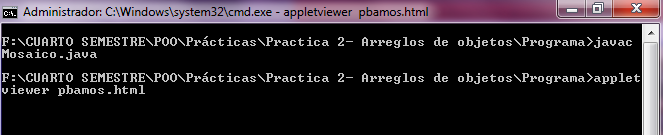 Administrador: C:\Windows\system32\cmd.exe - appletviewer  pbamos.html
F:\CUARTO SEMESTRE\POO\Prácticas\Practica 2- Arreglos de objetos\Programa>javac
Mosaico.java
F:\CUARTO SEMESTRE\POO\Prácticas\Practica 2- Arreglos de objetos\Programa>applet
viewer pbamos.html